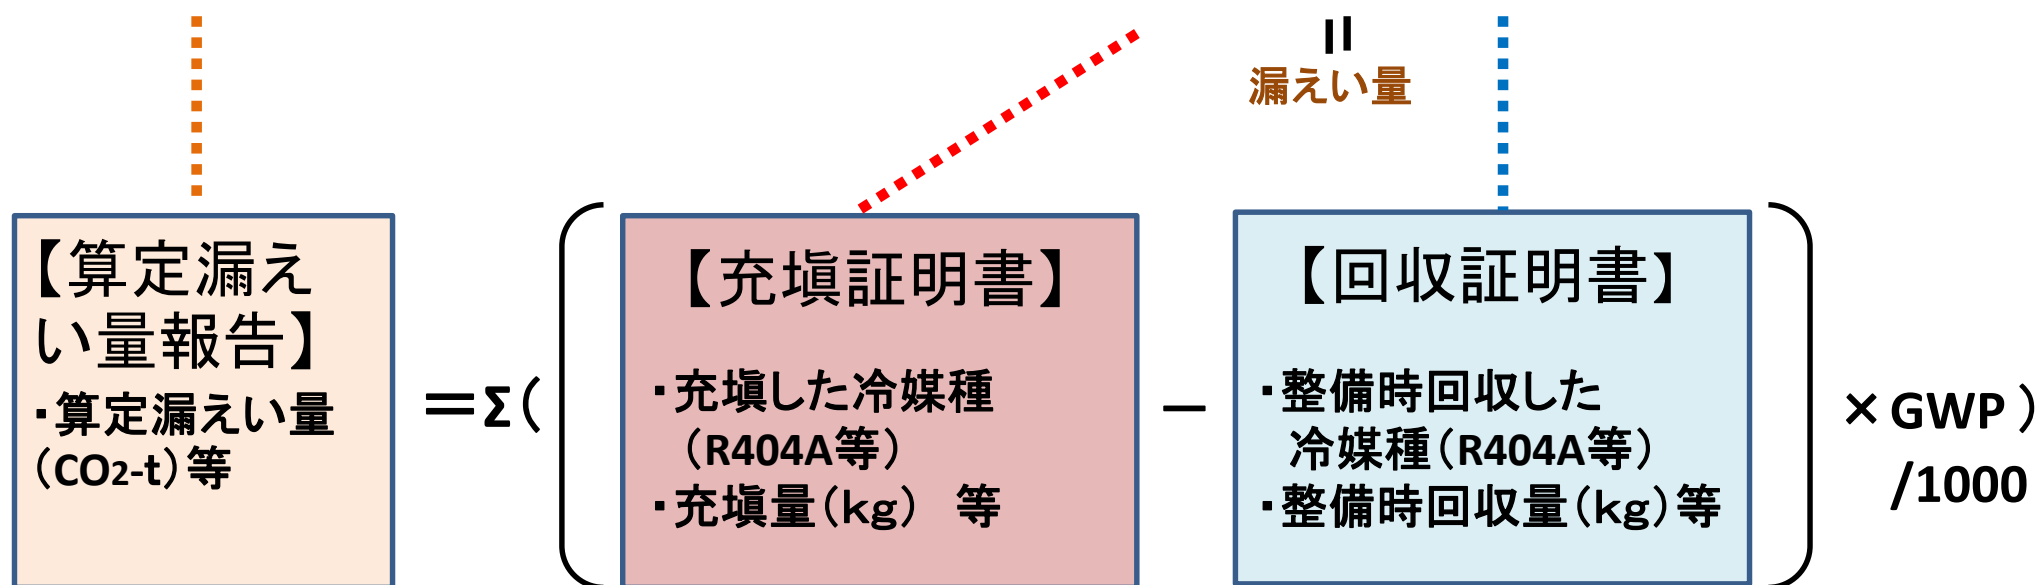 =
漏えい量
【算定漏え
い量報告】
・算定漏えい量
(CO2-t)等
=Σ(
【充塡証明書】
・充塡した冷媒種
(R404A等)
・充塡量(kg) 等
－
【回収証明書】
・整備時回収した
冷媒種(R404A等)
・整備時回収量(kg)等
× GWP )
/1000